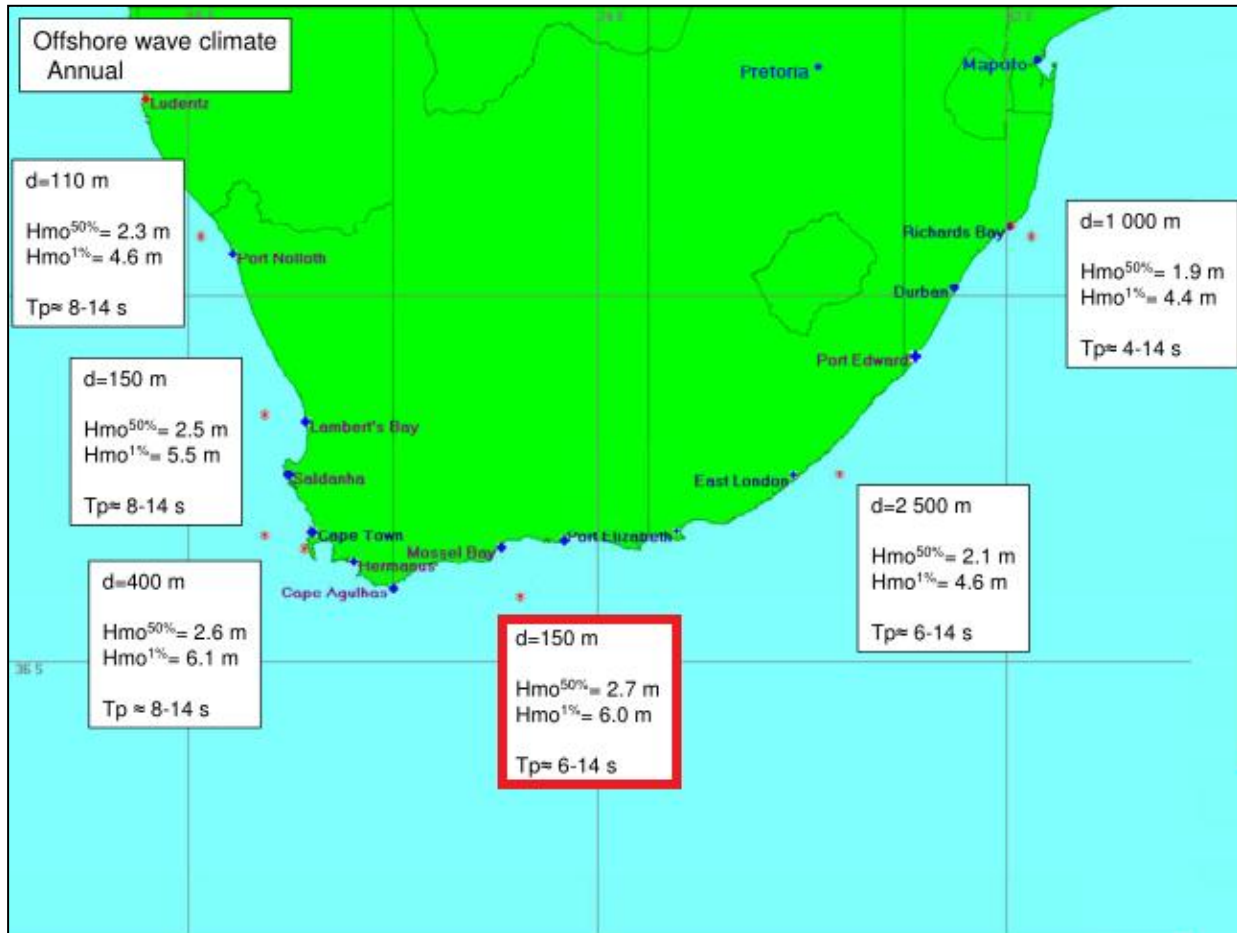 Offshore wave climate
Annual
Pretoria
Maputo
Ludentz
d=110 m
Hmo50%= 2.3 m
Hmo1%= 4.6 m
Tp≈ 8-14 s
Port Nolloth
Richards Bay
Durban
Port Edward
d=1 000 m
Hmo50%= 1.9 m
Hmo1%= 4.4 m
Tp≈ 4-14 s
d=150 m
Hmo50%= 2.5 m
Hmo1%= 5.5 m
Tp≈ 8-14 s
Lambert's Bay
Saldanha
East London
Cape Town
Hermanus
Mossel Bay
Port Elizabeth
Cape Agulhas
d=2 500 m
Hmo50%= 2.1 m
Hmo1%= 4.6 m
Tp≈ 6-14 s
d=400 m
Hmo50%= 2.6 m
Hmo1%= 6.1 m
Tp ≈ 8-14 s
d=150 m
Hmo50%= 2.7 m
Hmo1%= 6.0 m
Tp≈ 6-14 s
36 S